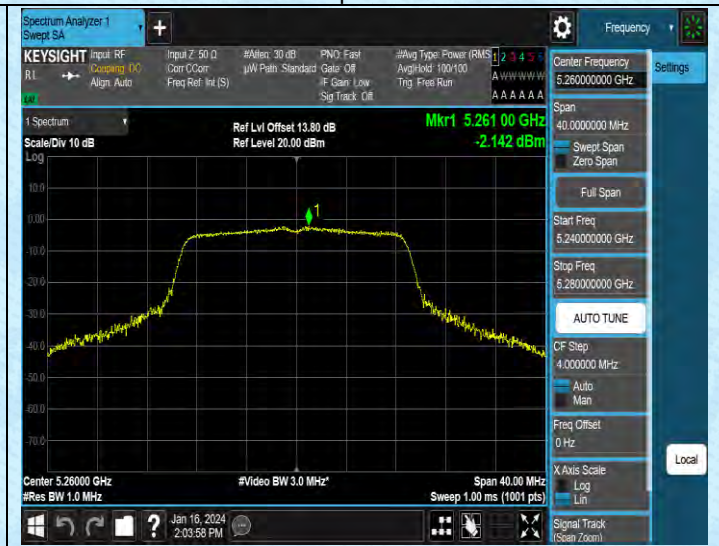 Spectrum Analyzer 1
Swept SA
+
Frequency
KEYSIGHT
RL
Input: RF
Coupling: DC
Align: Auto
Input Z: 50 Ω
Corr CCorr
Freq Ref: Int (S)
#Atten: 30 dB
µW Path: Standard
PNO: Fast
Gate: Off
IF Gain: Low
Sig Track: Off
#Avg Type: Power (RMS
Avg|Hold: 100/100
Trig: Free Run
1 2 3 4 5 6
A W W W W W
A A A A A A
1 Spectrum
Scale/Div 10 dB
Log
Ref Lvl Offset 13.80 dB
Ref Level 20.00 dBm
Mkr1 5.261 00 GHz
-2.142 dBm
10.0
0.00
-10.0
-20.0
-30.0
-40.0
-50.0
-60.0
-70.0
1
Center 5.26000 GHz
#Res BW 1.0 MHz
#Video BW 3.0 MHz*
Span 40.00 MHz
Sweep 1.00 ms (1001 pts)
?
Jan 16, 2024
2:03:58 PM
Center Frequency
5.260000000 GHz
Settings
Span
40.0000000 MHz
Swept Span
Zero Span
Full Span
Start Freq
5.240000000 GHz
Stop Freq
5.280000000 GHz
AUTO TUNE
CF Step
4.000000 MHz
Auto
Man
Freq Offset
0 Hz
X Axis Scale
Log
Lin
Signal Track
(Span Zoom)
Local